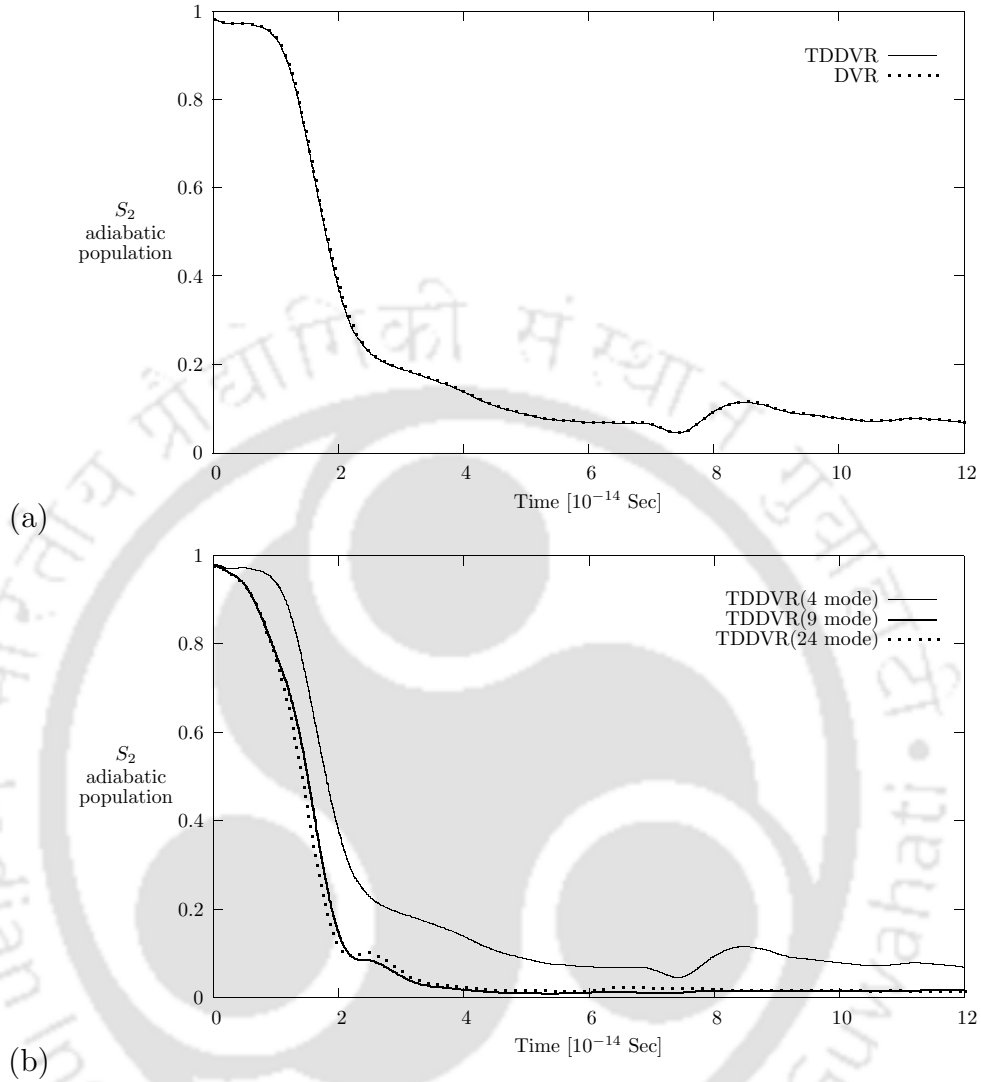 1
0.8
0.6
0.4
0.2
0
S₂
adiabatic
population
TDDVR
DVR
0 2 4 6 8 10 12
Time [10⁻¹⁴ Sec]
(a)
1
0.8
0.6
0.4
0.2
0
S₂
adiabatic
population
TDDVR(4 mode)
TDDVR(9 mode)
TDDVR(24 mode)
0 2 4 6 8 10 12
Time [10⁻¹⁴ Sec]
(b)